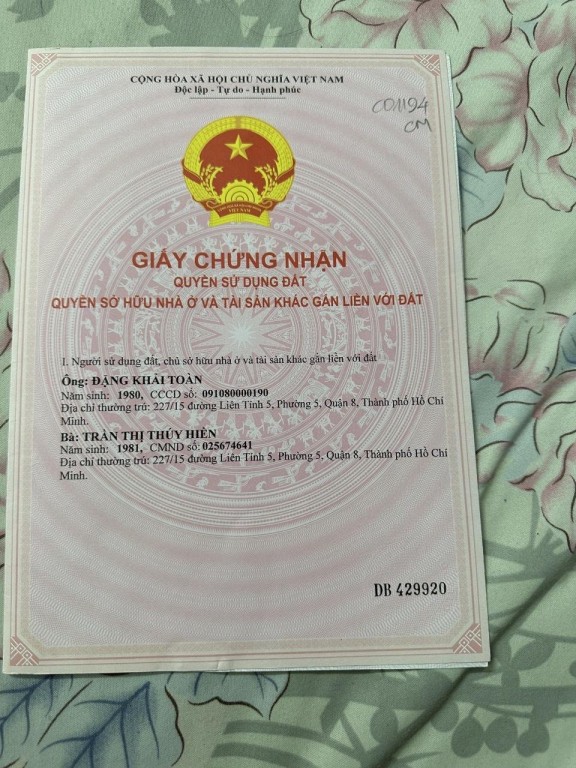 CỘNG HÒA XÃ HỘI CHỦ NGHĨA VIỆT NAM
Độc lập - Tự do - Hạnh phúc
CD1194
CM
VIỆT NAM
GIẤY CHỨNG NHẬN
QUYỀN SỬ DỤNG ĐẤT
QUYỀN SỞ HỮU NHÀ Ở VÀ TÀI SẢN KHÁC GẮN LIỀN VỚI ĐẤT
I. Người sử dụng đất, chủ sở hữu nhà ở và tài sản khác gắn liền với đất
Ông: ĐẶNG KHẢI TOÀN
Năm sinh: 1980, CCCD số: 091080000190
Địa chỉ thường trú: 227/15 đường Liên Tỉnh 5, Phường 5, Quận 8, Thành phố Hồ Chí
Minh.
Bà: TRẦN THỊ THÚY HIỀN
Năm sinh: 1981, CMND số: 025674641
Địa chỉ thường trú: 227/15 đường Liên Tỉnh 5, Phường 5, Quận 8, Thành phố Hồ Chí
Minh.
DB 429920